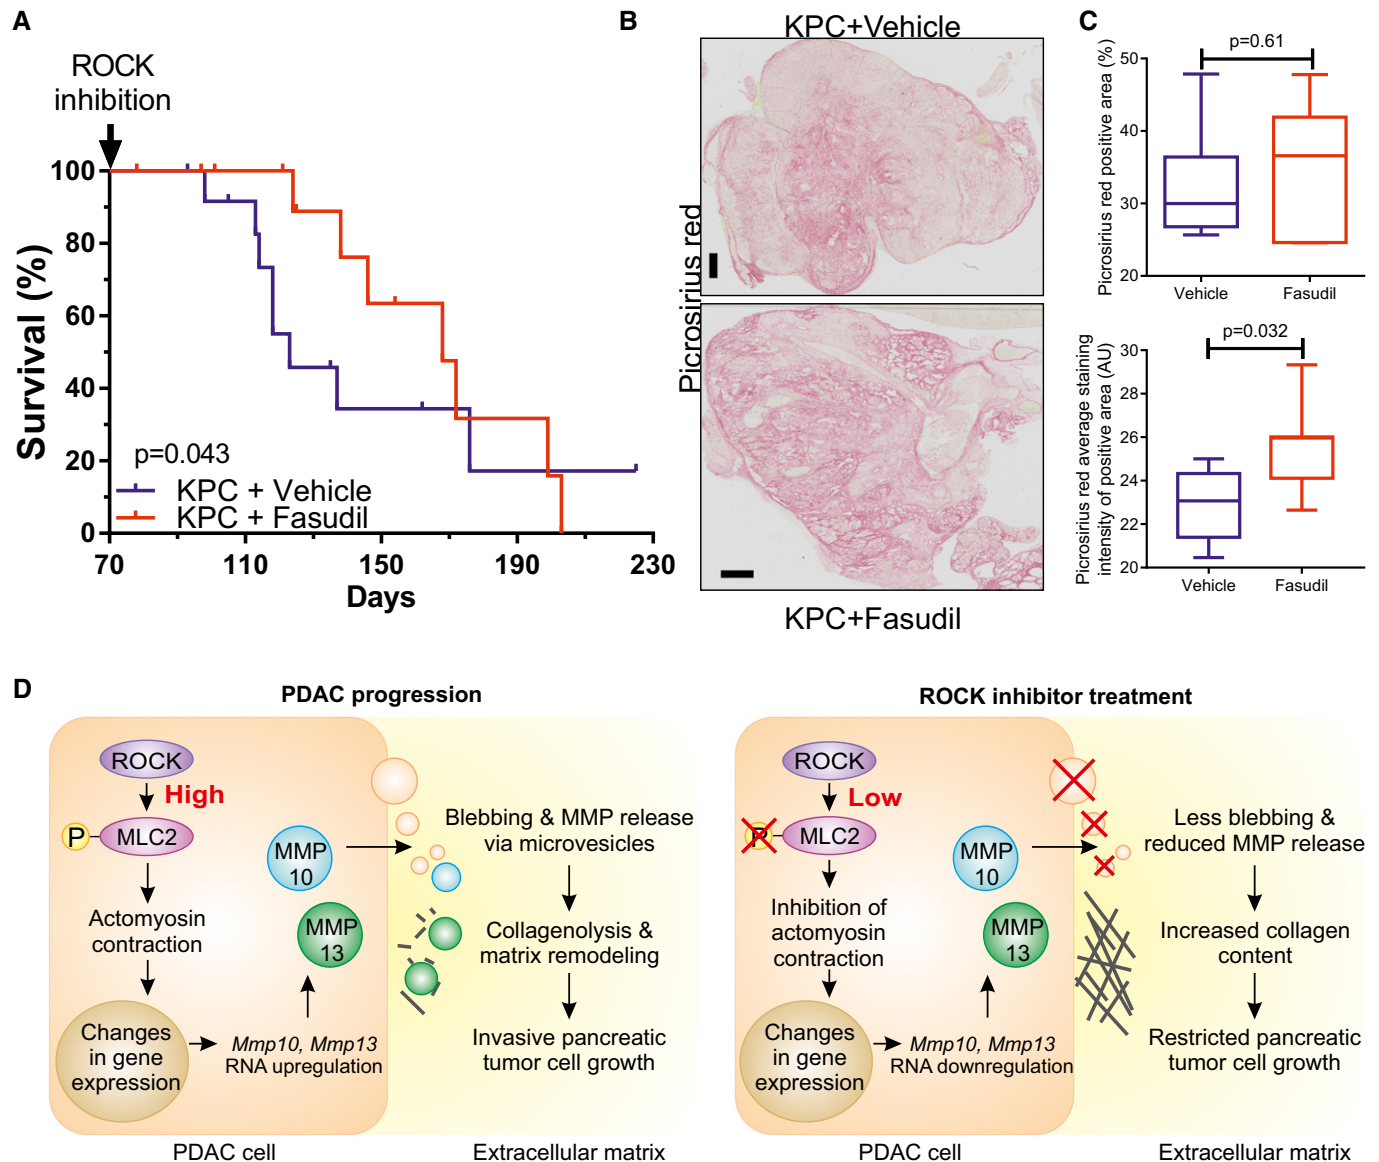 A
ROCK
inhibition
100
80
60
40
20
0
Survival (%)
p=0.043
KPC + Vehicle
KPC + Fasudil
70
110
150
190
230
Days
B
KPC+Vehicle
Picrosirius red
KPC+Fasudil
C
p=0.61
Picrosirius red positive area (%)
50
40
30
20
Vehicle
Fasudil
p=0.032
Picrosirius red average staining
intensity of positive area (AU)
30
28
26
24
22
20
Vehicle
Fasudil
D
PDAC progression
ROCK
High
P
MLC2
Actomyosin
contraction
Changes
in gene
expression
Mmp10, Mmp13
RNA upregulation
MMP
10
MMP
13
Blebbing & MMP release
via microvesicles
Collagenolysis &
matrix remodeling
Invasive pancreatic
tumor cell growth
PDAC cell
Extracellular matrix
ROCK inhibitor treatment
ROCK
Low
P
MLC2
Inhibition of
actomyosin
contraction
Changes
in gene
expression
Mmp10, Mmp13
RNA downregulation
MMP
10
MMP
13
Less blebbing &
reduced MMP release
Increased collagen
content
Restricted pancreatic
tumor cell growth
PDAC cell
Extracellular matrix